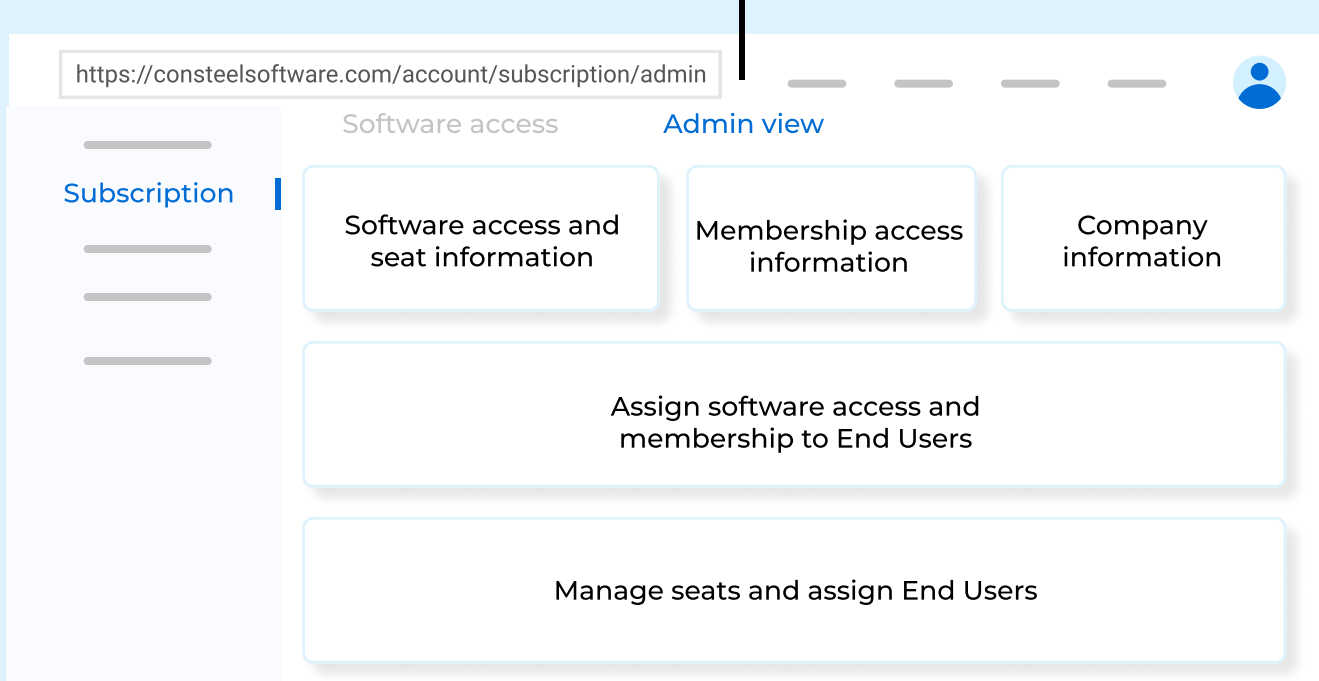 https://consteelsoftware.com/account/subscription/admin
Software access
Admin view
Subscription
Software access and
seat information
Membership access
information
Company
information
Assign software access and
membership to End Users
Manage seats and assign End Users